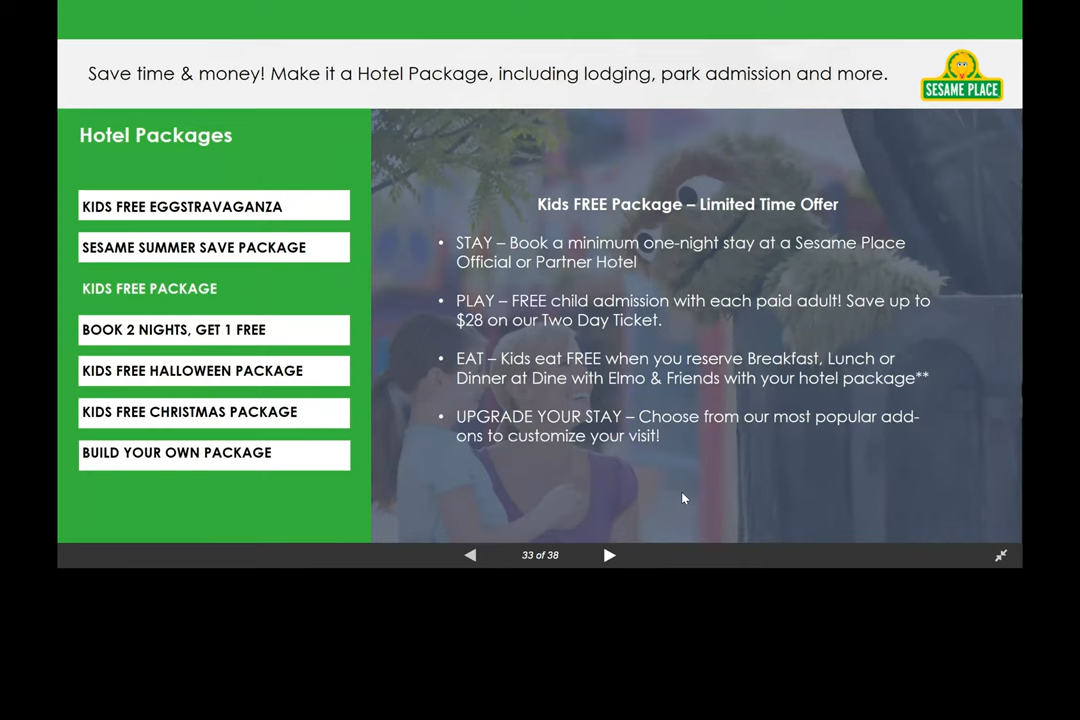 Save time & money! Make it a Hotel Package, including lodging, park admission and more.
SESAME PLACE
Hotel Packages
KIDS FREE EGGSTRAVAGANZA
SESAME SUMMER SAVE PACKAGE
KIDS FREE PACKAGE
BOOK 2 NIGHTS, GET 1 FREE
KIDS FREE HALLOWEEN PACKAGE
KIDS FREE CHRISTMAS PACKAGE
BUILD YOUR OWN PACKAGE
Kids FREE Package – Limited Time Offer
• STAY – Book a minimum one-night stay at a Sesame Place
Official or Partner Hotel
• PLAY – FREE child admission with each paid adult! Save up to
$28 on our Two Day Ticket.
• EAT – Kids eat FREE when you reserve Breakfast, Lunch or
Dinner at Dine with Elmo & Friends with your hotel package**
• UPGRADE YOUR STAY – Choose from our most popular add-
ons to customize your visit!
33 of 38